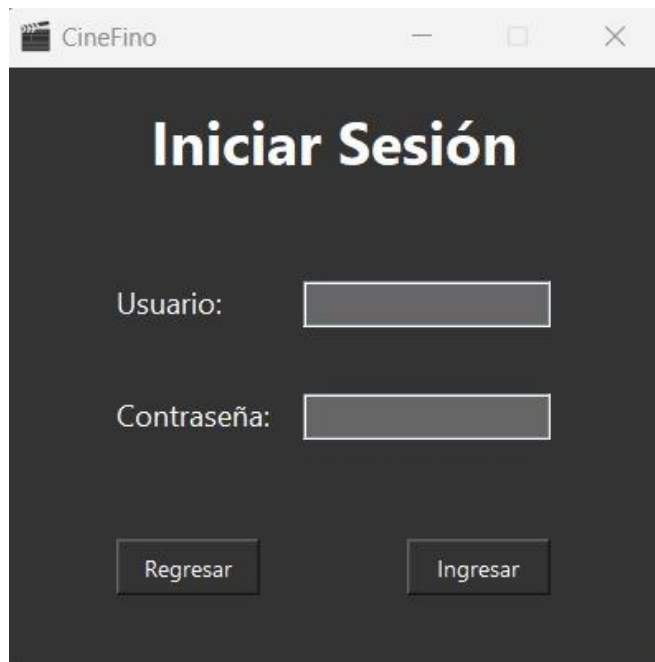 CineFino
Iniciar Sesión
Usuario:
Contraseña:
Regresar Ingresar